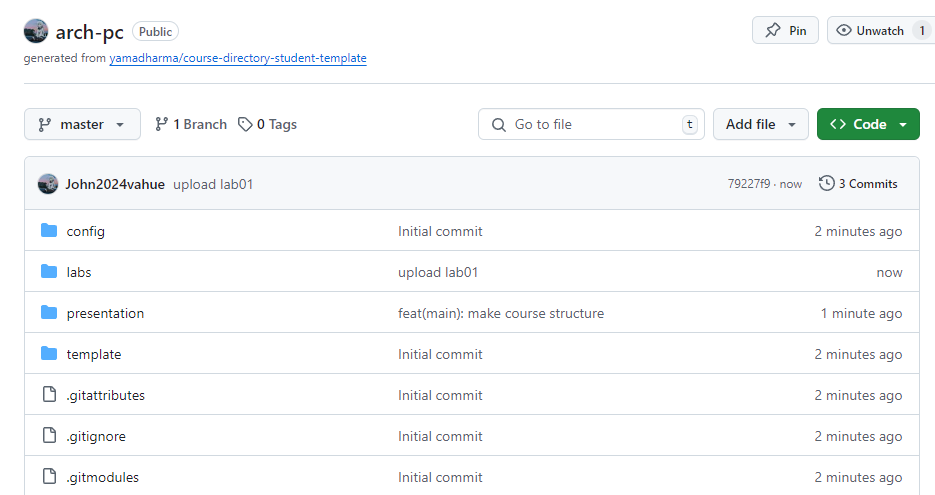 arch-pc Public Pin Unwatch 1
generated from yamadharma/course-directory-student-template
master 1 Branch 0 Tags Go to file t Add file Code
John2024vahue upload lab01 79227f9 · now 3 Commits
config Initial commit 2 minutes ago
labs upload lab01 now
presentation feat(main): make course structure 1 minute ago
template Initial commit 2 minutes ago
.gitattributes Initial commit 2 minutes ago
.gitignore Initial commit 2 minutes ago
.gitmodules Initial commit 2 minutes ago